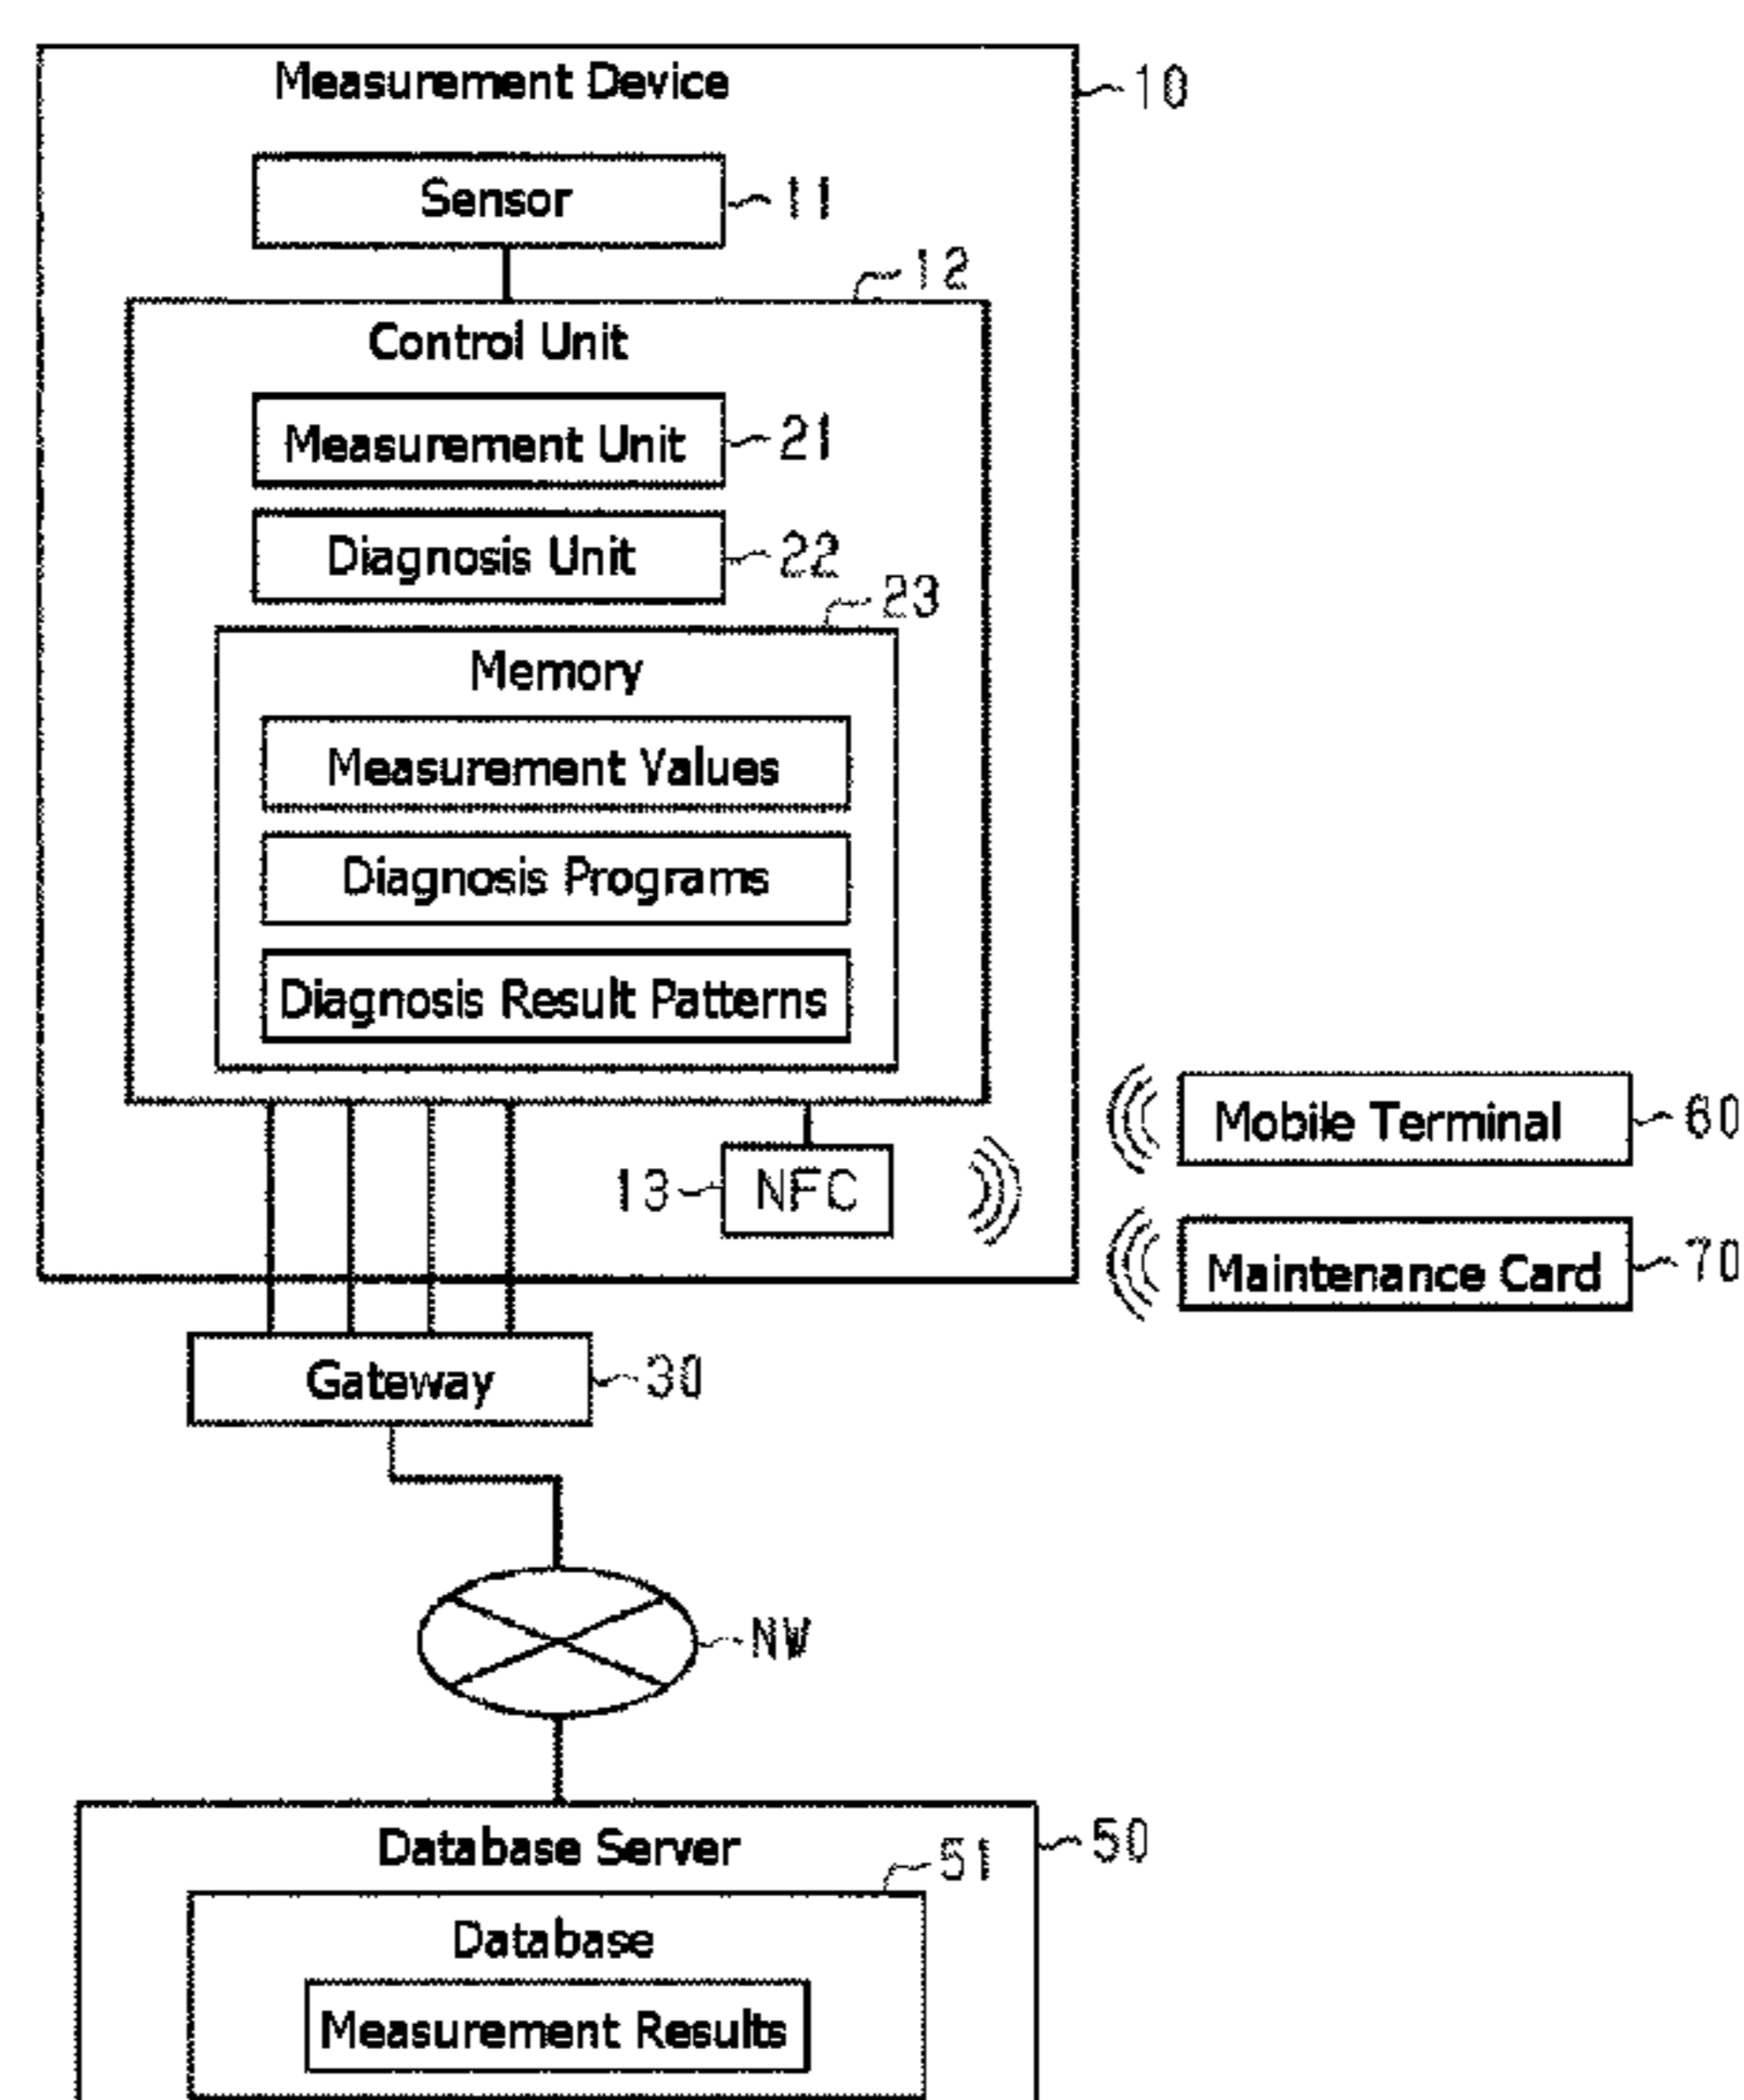 Measurement Device
10
Sensor
11
12
Control Unit
Measurement Unit
21
Diagnosis Unit
22
23
Memory
Measurement Values
Diagnosis Programs
Diagnosis Result Patterns
Mobile Terminal
60
13
NFC
Maintenance Card
70
Gateway
30
NW
Database Server
50
51
Database
Measurement Results